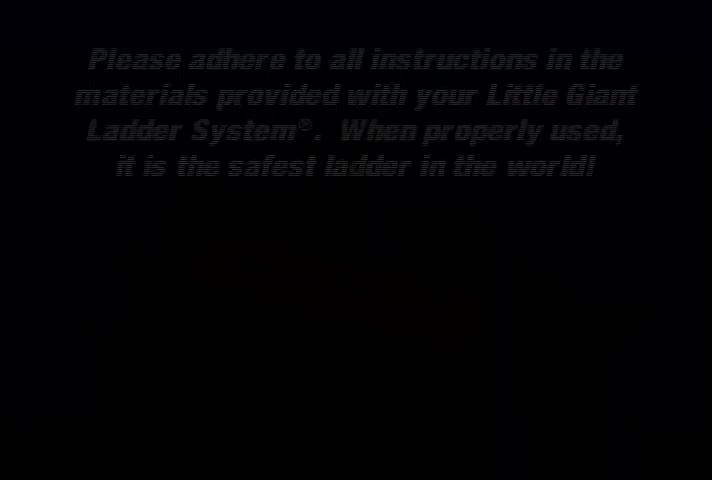 Please adhere to all instructions in the
materials provided with your Little Giant
Ladder System®.  When properly used,
it is the safest ladder in the world!